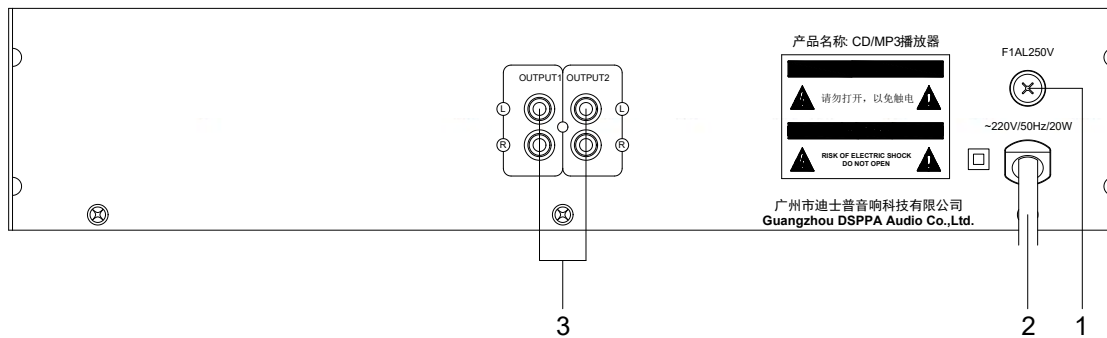 产品名称: CD/MP3播放器
F1AL250V
OUTPUT1 OUTPUT2
L
L
请勿打开，以免触电
R
R
~220V/50Hz/20W
RISK OF ELECTRIC SHOCK
DO NOT OPEN
广州市迪士普音响科技有限公司
Guangzhou DSPPA Audio Co.,Ltd.
3
2
1